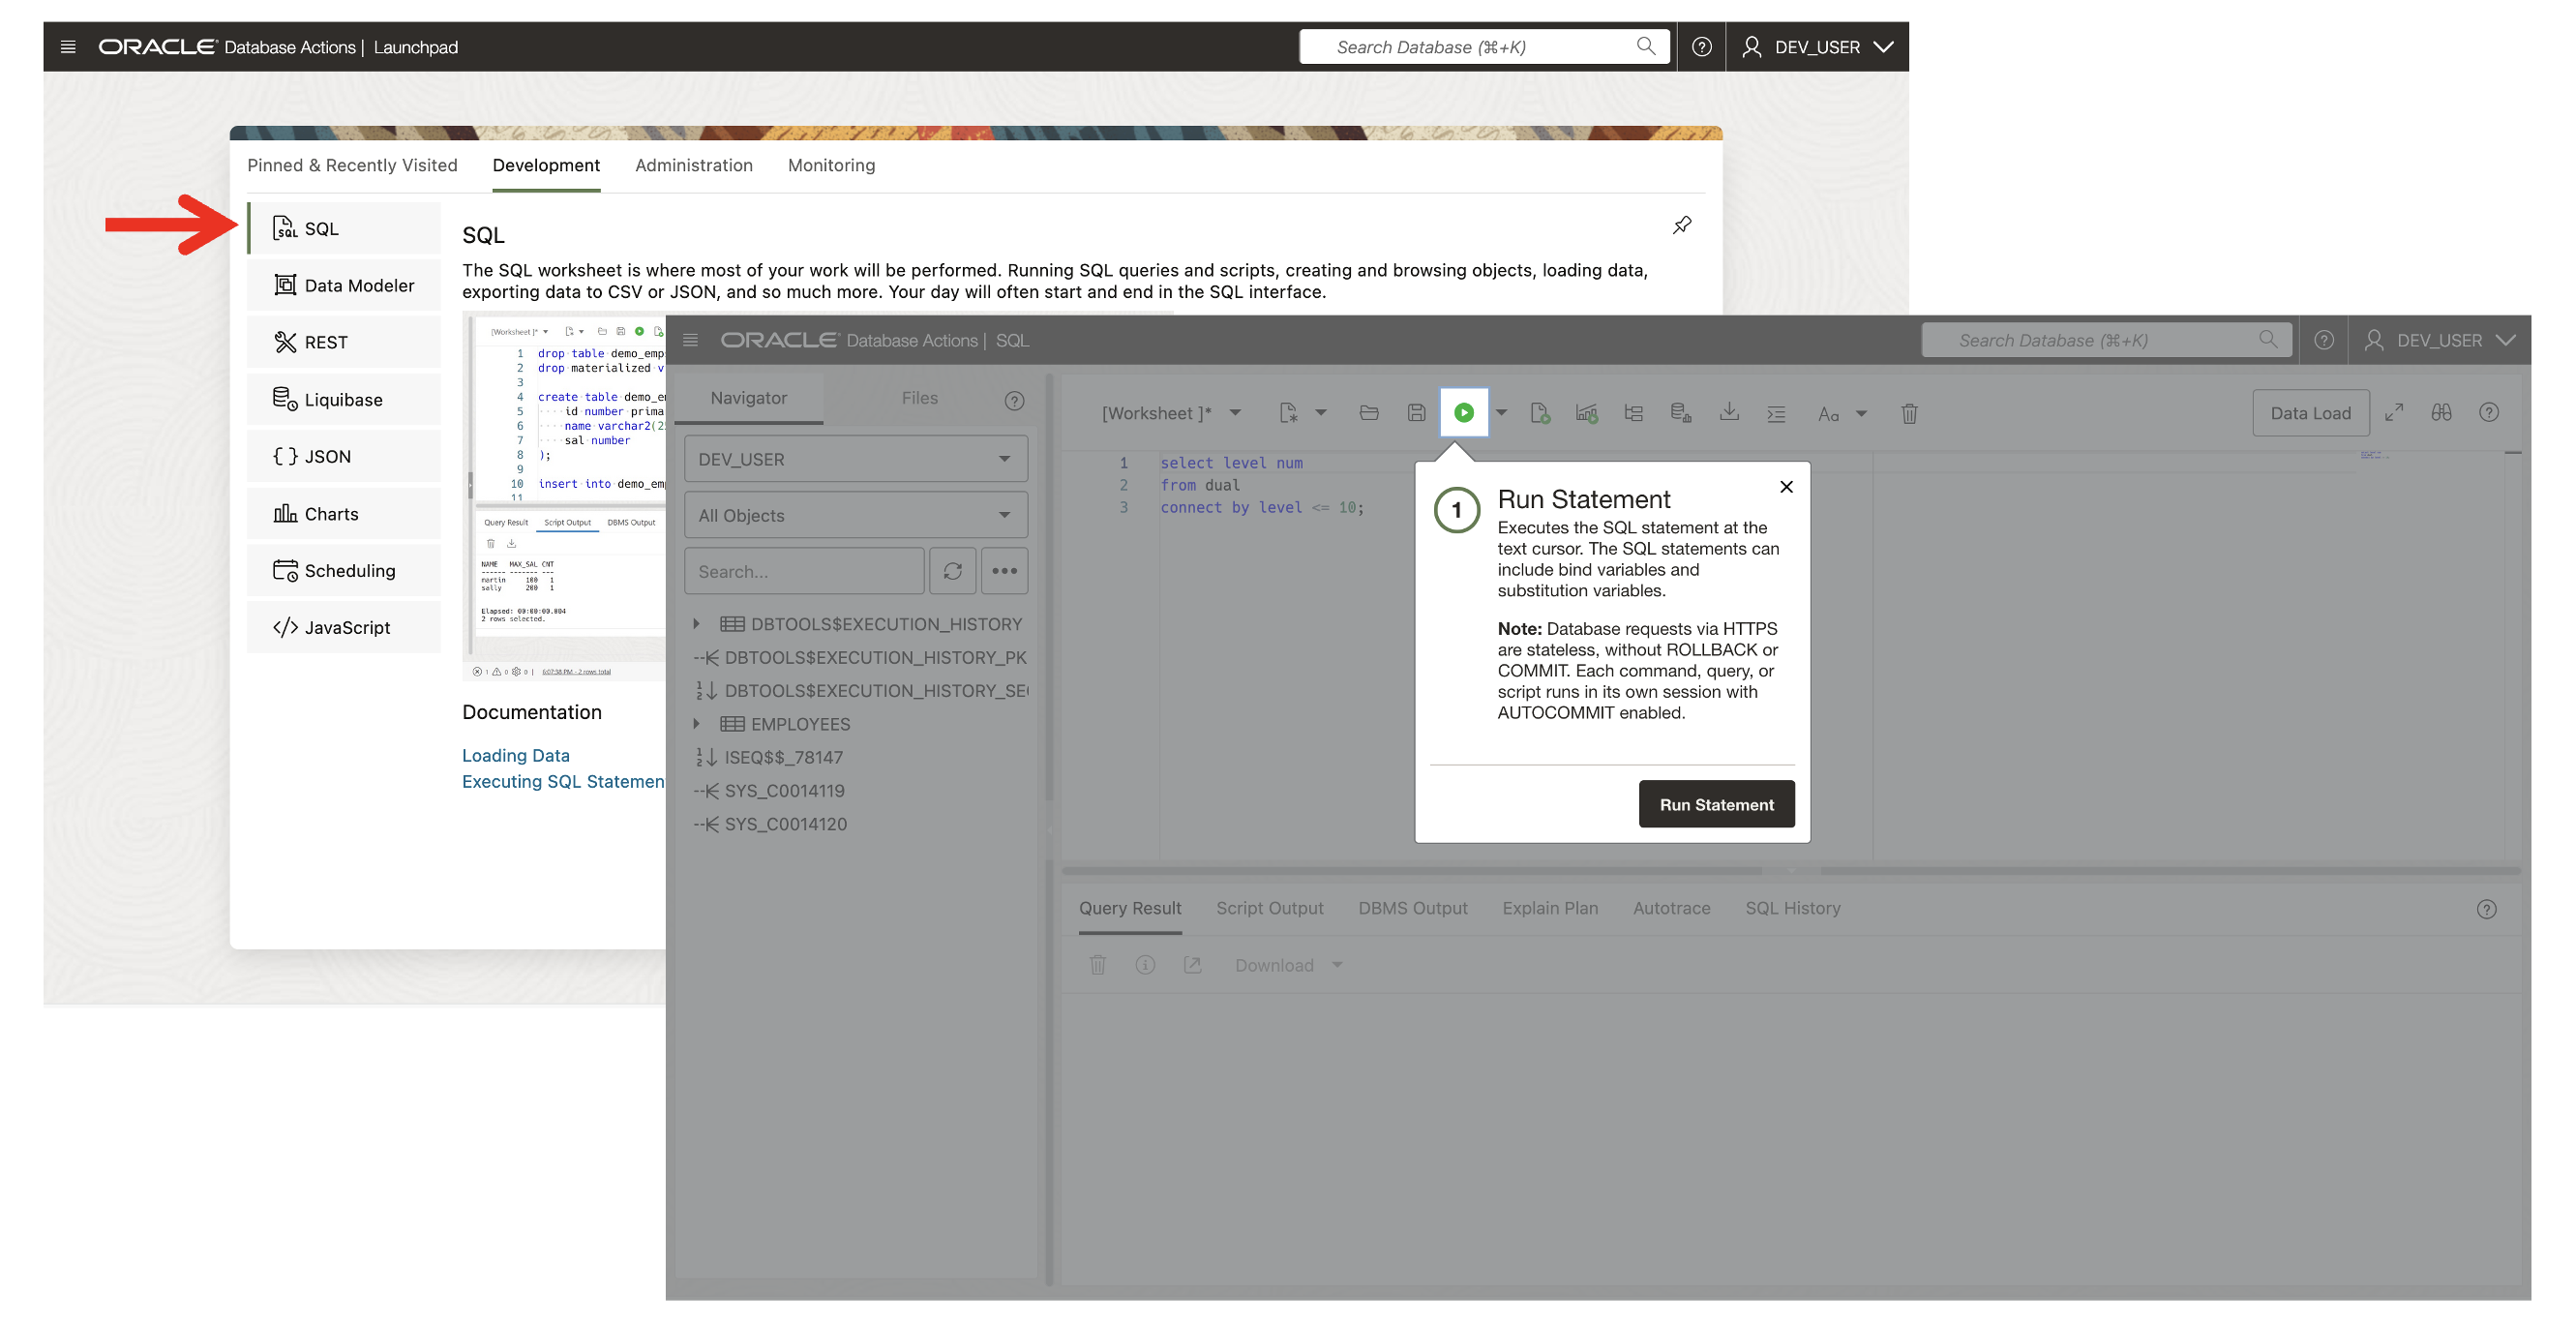 ORACLE Database Actions | Launchpad
Search Database (⌘+K)
DEV_USER
Pinned & Recently Visited
Development
Administration
Monitoring
SQL
Data Modeler
REST
Liquibase
{ } JSON
Charts
Scheduling
</> JavaScript
SQL
The SQL worksheet is where most of your work will be performed. Running SQL queries and scripts, creating and browsing objects, loading data,
exporting data to CSV or JSON, and so much more. Your day will often start and end in the SQL interface.
[Worksheet ]*
1 drop table demo_emp
2 drop materialized v
3
4 create table demo_e
5 id number prima
6 name varchar2(2
7 sal number
8 );
9
10 insert into demo_em
11
Query Result
Script Output
DBMS Output
NAME MAX_SAL CNT
martin 100 1
sally 200 1
Elapsed: 00:00:00.004
2 rows selected.
1 0 0 | 6:07:58 PM - 2 rows total
Documentation
Loading Data
Executing SQL Statemen
ORACLE Database Actions | SQL
Search Database (⌘+K)
DEV_USER
Navigator
Files
DEV_USER
All Objects
Search...
DBTOOLS$EXECUTION_HISTORY
DBTOOLS$EXECUTION_HISTORY_PK
DBTOOLS$EXECUTION_HISTORY_SE
EMPLOYEES
ISEQ$$_78147
SYS_C0014119
SYS_C0014120
[Worksheet ]*
Aa
Data Load
1 select level num
2 from dual
3 connect by level <= 10;
1
Run Statement
Executes the SQL statement at the
text cursor. The SQL statements can
include bind variables and
substitution variables.
Note: Database requests via HTTPS
are stateless, without ROLLBACK or
COMMIT. Each command, query, or
script runs in its own session with
AUTOCOMMIT enabled.
Run Statement
Query Result
Script Output
DBMS Output
Explain Plan
Autotrace
SQL History
Download